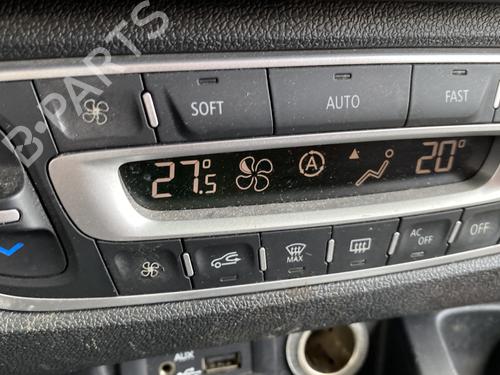 B-PARTS
SOFT AUTO FAST
27°.5 A 20°
MAX AC OFF OFF
AUX